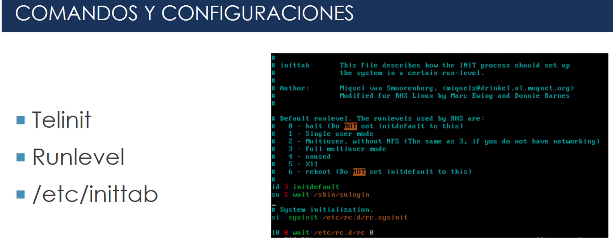 COMANDOS Y CONFIGURACIONES
Telinit
Runlevel
/etc/inittab
#
# inittab This file describes how the INIT process should set up
# the system in a certain run-level.
#
# Author: Miquel van Smoorenburg, <miquels@drinkel.nl.mugnet.org>
# Modified for RHS Linux by Marc Ewing and Donnie Barnes
#
# Default runlevel. The runlevels used by RHS are:
# 0 - halt (Do NOT set initdefault to this)
# 1 - Single user mode
# 2 - Multiuser, without NFS (The same as 3, if you do not have networking)
# 3 - Full multiuser mode
# 4 - unused
# 5 - X11
# 6 - reboot (Do NOT set initdefault to this)
#
id 3 initdefault
wait /sbin/sulogin
# System initialization.
si sysinit /etc/rc.d/rc.sysinit
l0 0 wait /etc/rc.d/rc 0